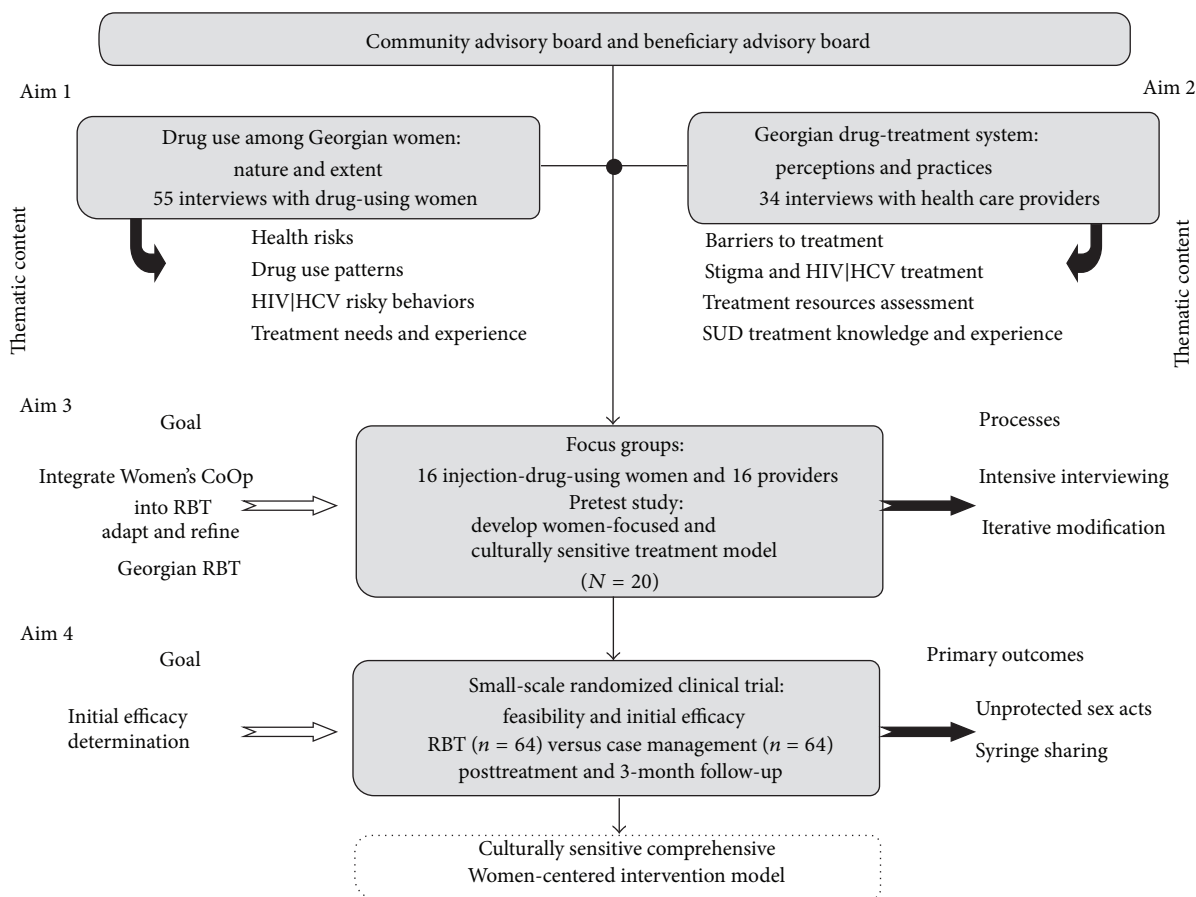 Community advisory board and beneficiary advisory board
Aim 1
Aim 2
Drug use among Georgian women:
nature and extent
55 interviews with drug-using women
Georgian drug-treatment system:
perceptions and practices
34 interviews with health care providers
Thematic content
Health risks
Drug use patterns
HIV|HCV risky behaviors
Treatment needs and experience
Barriers to treatment
Stigma and HIV|HCV treatment
Treatment resources assessment
SUD treatment knowledge and experience
Thematic content
Aim 3
Goal
Integrate Women's CoOp
into RBT
adapt and refine
Georgian RBT
Focus groups:
16 injection-drug-using women and 16 providers
Pretest study:
develop women-focused and
culturally sensitive treatment model
(N = 20)
Processes
Intensive interviewing
Iterative modification
Aim 4
Goal
Initial efficacy
determination
Small-scale randomized clinical trial:
feasibility and initial efficacy
RBT (n = 64) versus case management (n = 64)
posttreatment and 3-month follow-up
Primary outcomes
Unprotected sex acts
Syringe sharing
Culturally sensitive comprehensive
Women-centered intervention model